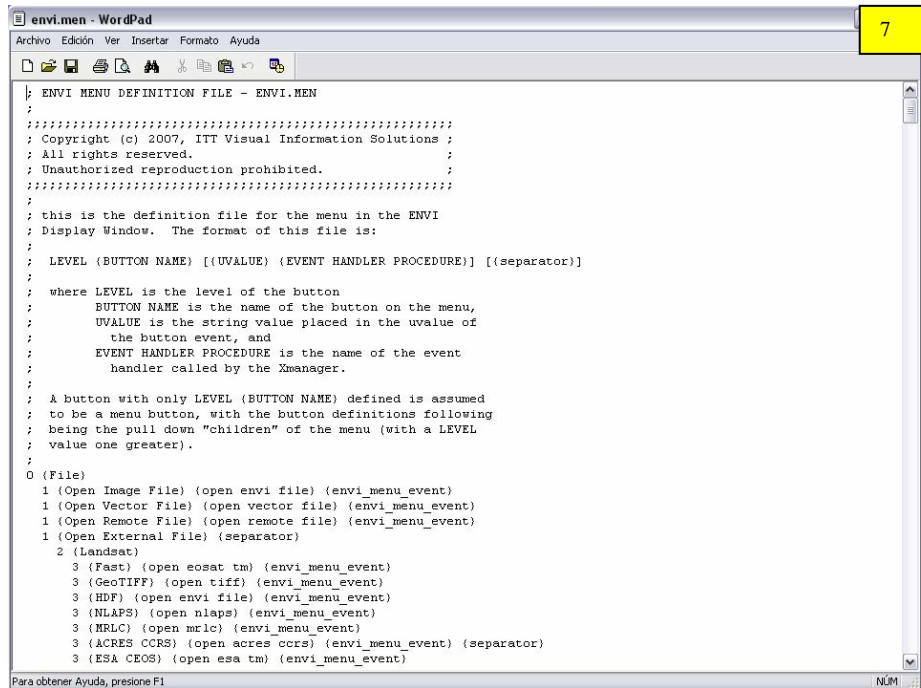 envi.men - WordPad
7
Archivo Edición Ver Insertar Formato Ayuda
; ENVI MENU DEFINITION FILE - ENVI.MEN
;
;;;;;;;;;;;;;;;;;;;;;;;;;;;;;;;;;;;;;;;;;;;;;;;;;;;;;;;;
; Copyright (c) 2007, ITT Visual Information Solutions ;
; All rights reserved. ;
; Unauthorized reproduction prohibited. ;
;;;;;;;;;;;;;;;;;;;;;;;;;;;;;;;;;;;;;;;;;;;;;;;;;;;;;;;;
;
; this is the definition file for the menu in the ENVI
; Display Window. The format of this file is:
;
; LEVEL {BUTTON NAME} [{UVALUE} {EVENT HANDLER PROCEDURE}] [{separator}]
;
; where LEVEL is the level of the button
; BUTTON NAME is the name of the button on the menu,
; UVALUE is the string value placed in the uvalue of
; the button event, and
; EVENT HANDLER PROCEDURE is the name of the event
; handler called by the Xmanager.
;
; A button with only LEVEL {BUTTON NAME} defined is assumed
; to be a menu button, with the button definitions following
; being the pull down "children" of the menu (with a LEVEL
; value one greater).
;
0 {File}
1 {Open Image File} {open envi file} {envi_menu_event}
1 {Open Vector File} {open vector file} {envi_menu_event}
1 {Open Remote File} {open remote file} {envi_menu_event}
1 {Open External File} {separator}
2 {Landsat}
3 {Fast} {open eosat tm} {envi_menu_event}
3 {GeoTIFF} {open tiff} {envi_menu_event}
3 {HDF} {open envi file} {envi_menu_event}
3 {NLAPS} {open nlaps} {envi_menu_event}
3 {MRLC} {open mrlc} {envi_menu_event}
3 {ACRES CCRS} {open acres ccrs} {envi_menu_event} {separator}
3 {ESA CEOS} {open esa tm} {envi_menu_event}
Para obtener Ayuda, presione F1
NÚM